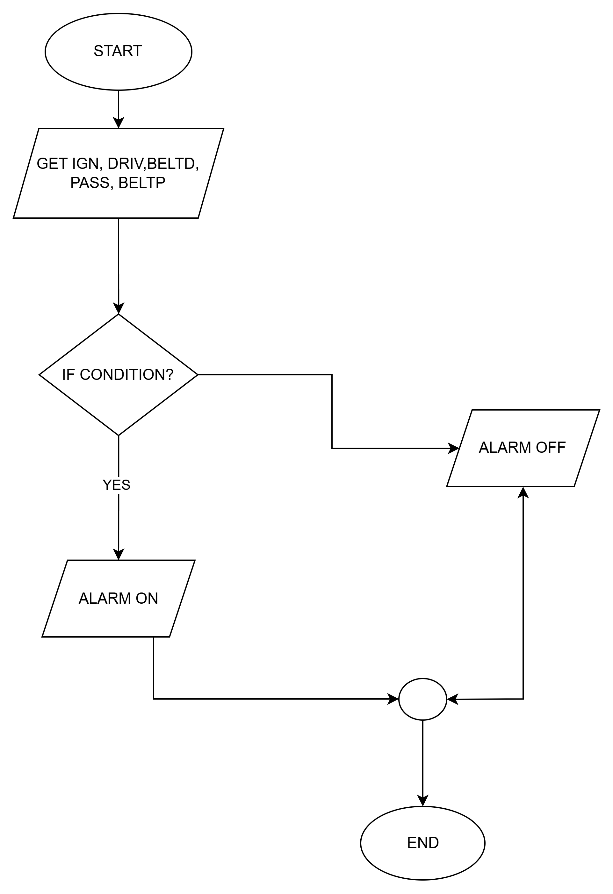 START
GET IGN, DRIV,BELTD,
PASS, BELTP
IF CONDITION?
ALARM OFF
YES
ALARM ON
END